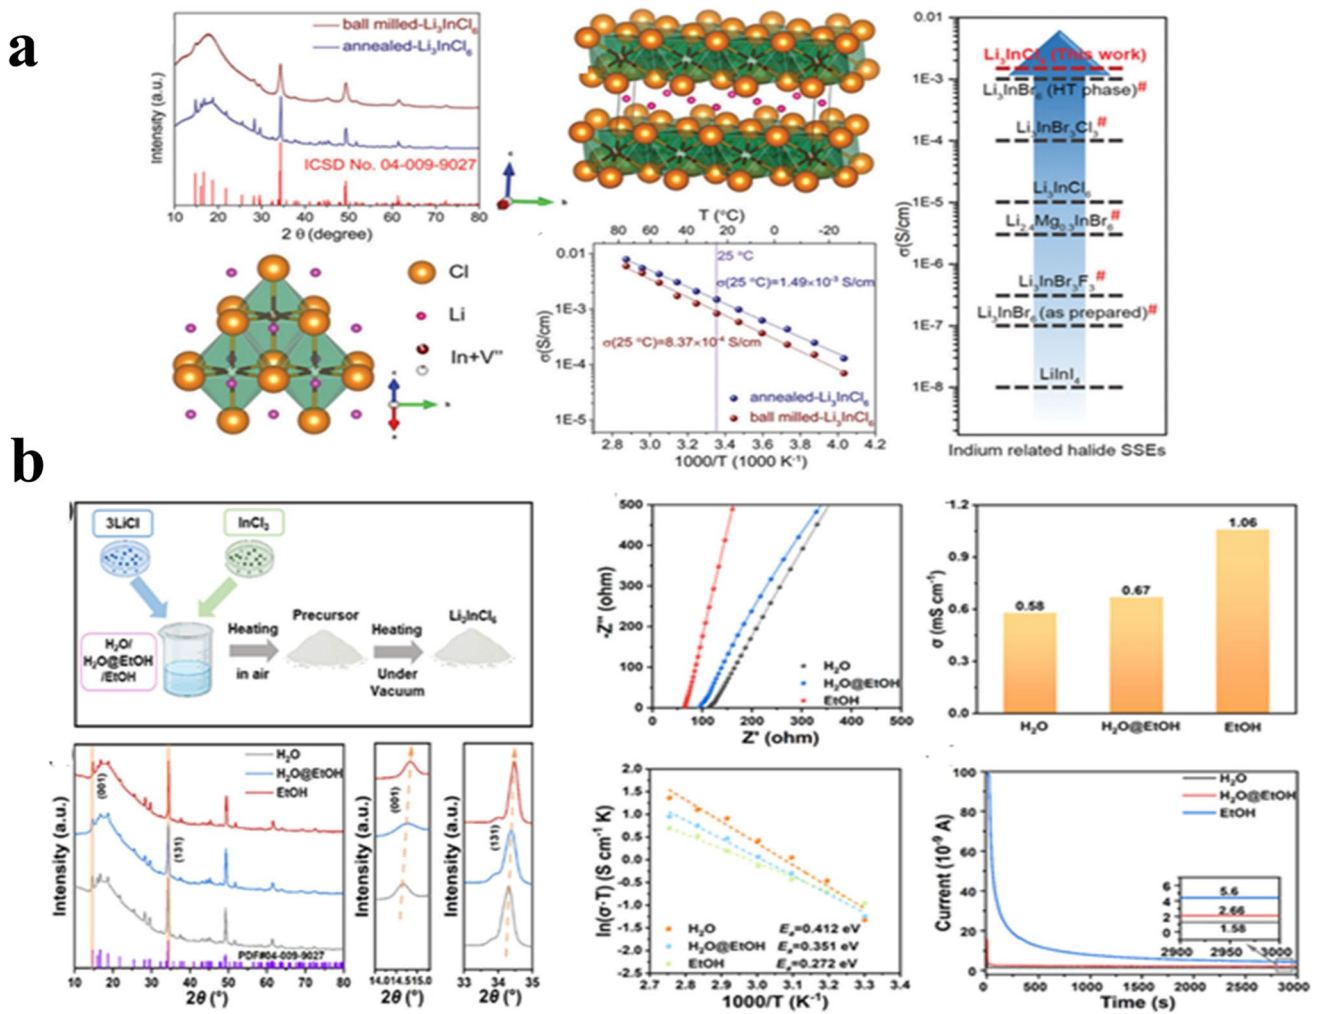 a
ball milled-Li₃InCl₆
annealed-Li₃InCl₆
ICSD No. 04-009-9027
Intensity (a.u.)
10 20 30 40 50 60 70 80
2 θ (degree)
Cl
Li
In+V''
T (°C)
80 60 40 20 0 -20
25 °C
σ(25 °C)=1.49×10⁻³ S/cm
σ(25 °C)=8.37×10⁻⁴ S/cm
annealed-Li₃InCl₆
ball milled-Li₃InCl₆
0.01
1E-3
1E-4
1E-5
σ(S/cm)
2.8 3.0 3.2 3.4 3.6 3.8 4.0 4.2
1000/T (1000 K⁻¹)
0.01
1E-3
1E-4
1E-5
1E-6
1E-7
1E-8
σ(S/cm)
Li₃InCl₆ (This work)
Li₃InBr₆ (HT phase)#
Li₃InBr₃Cl₃#
Li₃InCl₆
Li₂.₄Mg₀.₃InBr₆#
Li₃InBr₃F₃#
Li₃InBr₆ (as prepared)#
LiInI₄
Indium related halide SSEs
b
3LiCl
InCl₃
H₂O/
H₂O@EtOH
/EtOH
Heating
in air
Precursor
Heating
Under
Vacuum
Li₃InCl₆
500
400
300
200
100
0
-Z'' (ohm)
H₂O
H₂O@EtOH
EtOH
0 100 200 300 400 500
Z' (ohm)
1.2
0.9
0.6
0.3
0.0
σ (mS cm⁻¹)
0.58
0.67
1.06
H₂O H₂O@EtOH EtOH
Intensity (a.u.)
(001)
(131)
H₂O
H₂O@EtOH
EtOH
PDF#04-009-9027
10 20 30 40 50 60 70 80
2θ (°)
Intensity (a.u.)
(001)
14.0 14.5 15.0
2θ (°)
Intensity (a.u.)
(131)
33 34 35
2θ (°)
2.0
1.5
1.0
0.5
0.0
-0.5
-1.0
-1.5
-2.0
-2.5
ln(σ·T) (S cm⁻¹ K)
H₂O Eₐ=0.412 eV
H₂O@EtOH Eₐ=0.351 eV
EtOH Eₐ=0.272 eV
2.6 2.7 2.8 2.9 3.0 3.1 3.2 3.3 3.4
1000/T (K⁻¹)
100
80
60
40
20
0
Current (10⁻⁹ A)
H₂O
H₂O@EtOH
EtOH
6
4
2
0
5.6
2.66
1.58
2900 2950 3000
0 500 1000 1500 2000 2500 3000
Time (s)